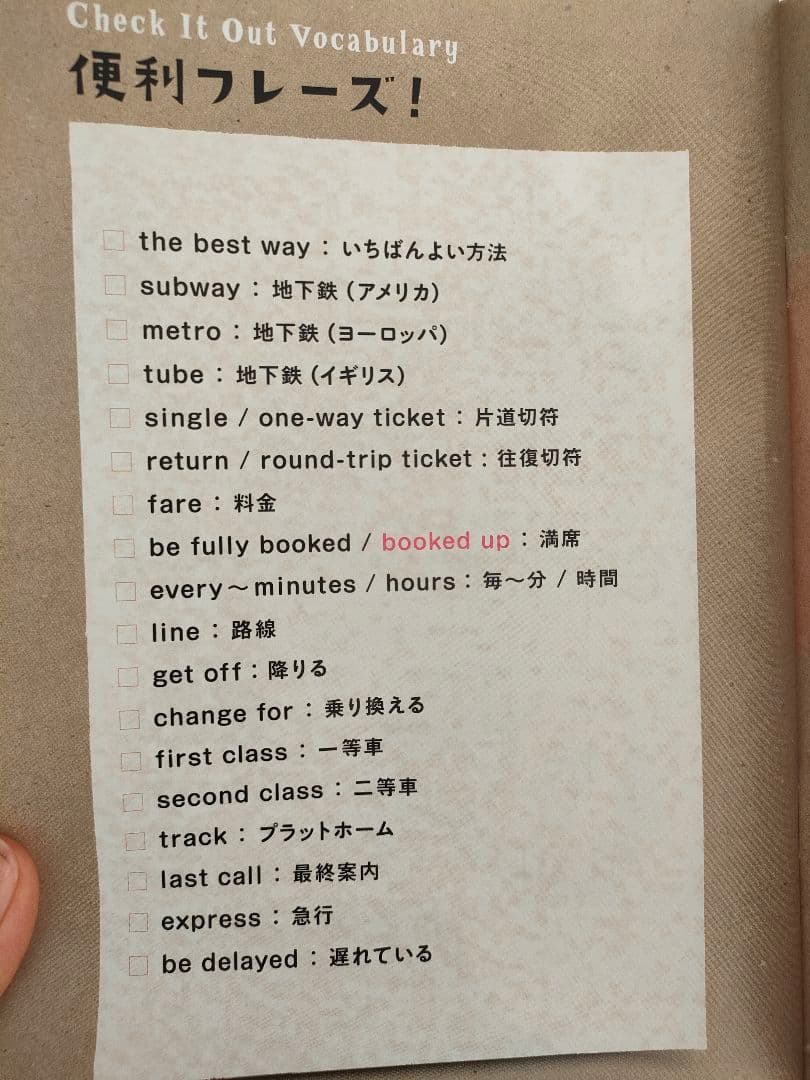 Check It Out Vocabulary
便利フレーズ!
□ the best way : いちばんよい方法
□ subway : 地下鉄 (アメリカ)
□ metro : 地下鉄 (ヨーロッパ)
□ tube : 地下鉄 (イギリス)
□ single / one-way ticket : 片道切符
□ return / round-trip ticket : 往復切符
□ fare : 料金
□ be fully booked / booked up : 満席
□ every〜minutes / hours : 毎〜分 / 時間
□ line : 路線
□ get off : 降りる
□ change for : 乗り換える
□ first class : 一等車
□ second class : 二等車
□ track : プラットホーム
□ last call : 最終案内
□ express : 急行
□ be delayed : 遅れている